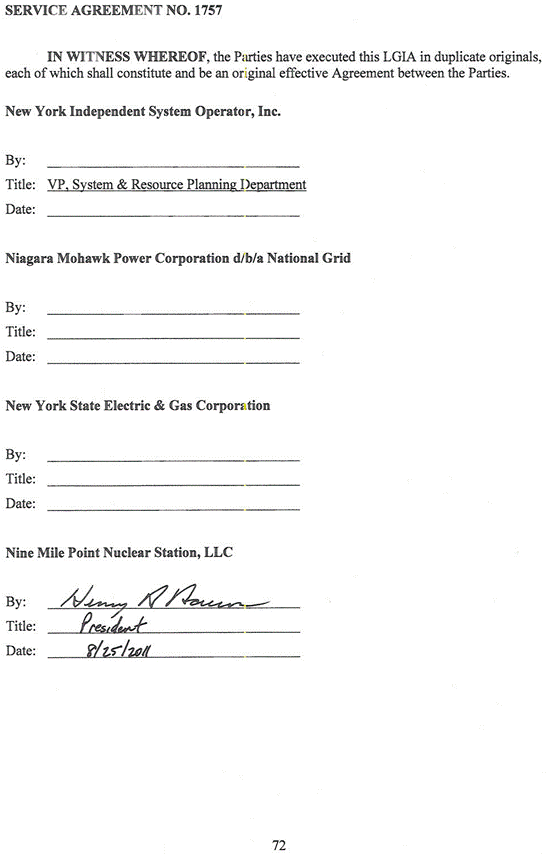 SERVICE AGREEMENT NO. 1757
IN WITNESS WHEREOF, the Parties have executed this LGIA in duplicate originals,
each of which shall constitute and be an original effective Agreement between the Parties.
New York Independent System Operator, Inc.
By:
Title: VP, System & Resource Planning Department
Date:
Niagara Mohawk Power Corporation d/b/a National Grid
By:
Title:
Date:
New York State Electric & Gas Corporation
By:
Title:
Date:
Nine Mile Point Nuclear Station, LLC
By: Henry
Title: President
Date: 8/25/2011
72